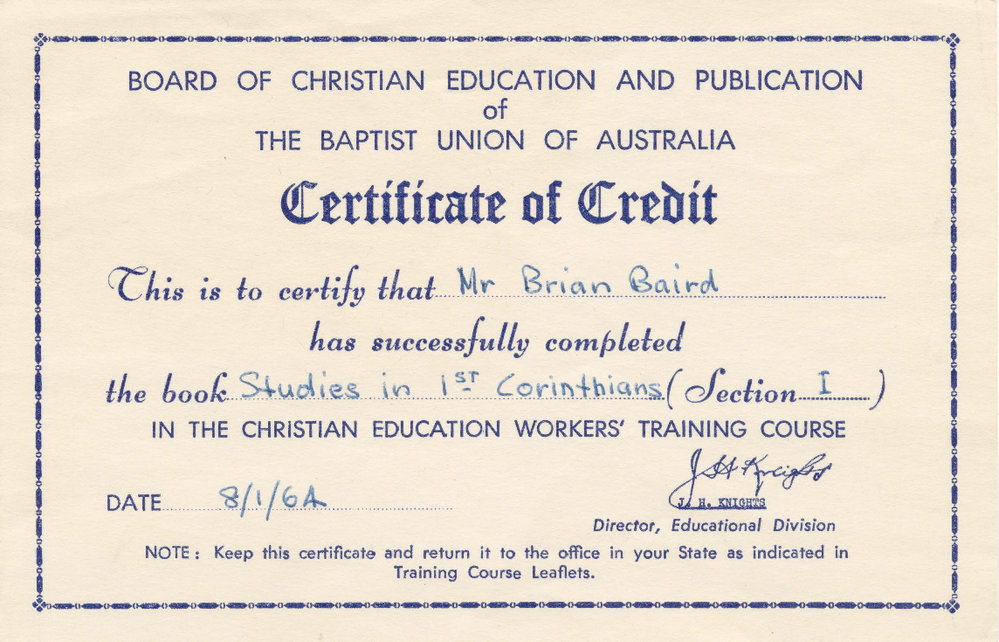 BOARD OF CHRISTIAN EDUCATION AND PUBLICATION
of
THE BAPTIST UNION OF AUSTRALIA
Certificate of Credit
This is to certify that Mr Brian Baird
has successfully completed
the book Studies in 1ST Corinthians (Section I)
IN THE CHRISTIAN EDUCATION WORKERS' TRAINING COURSE
J H Knights
J. H. KNIGHTS
DATE 8/1/64
Director, Educational Division
NOTE: Keep this certificate and return it to the office in your State as indicated in
Training Course Leaflets.